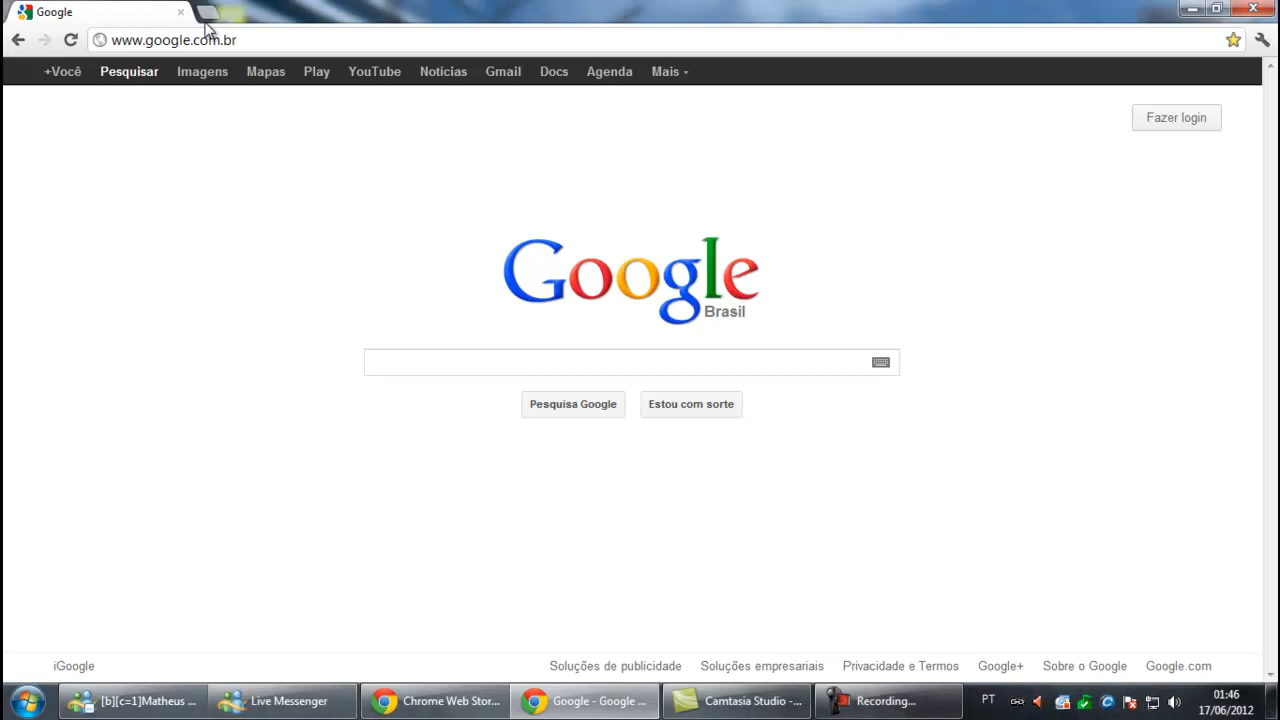 Google
www.google.com.br
+Você Pesquisar Imagens Mapas Play YouTube Notícias Gmail Docs Agenda Mais
Fazer login
Google
Brasil
Pesquisa Google Estou com sorte
iGoogle Soluções de publicidade Soluções empresariais Privacidade e Termos Google+ Sobre o Google Google.com
[b][c=1]Matheus ... Live Messenger Chrome Web Stor... Google - Google ... Camtasia Studio -... Recording... PT 01:46
17/06/2012